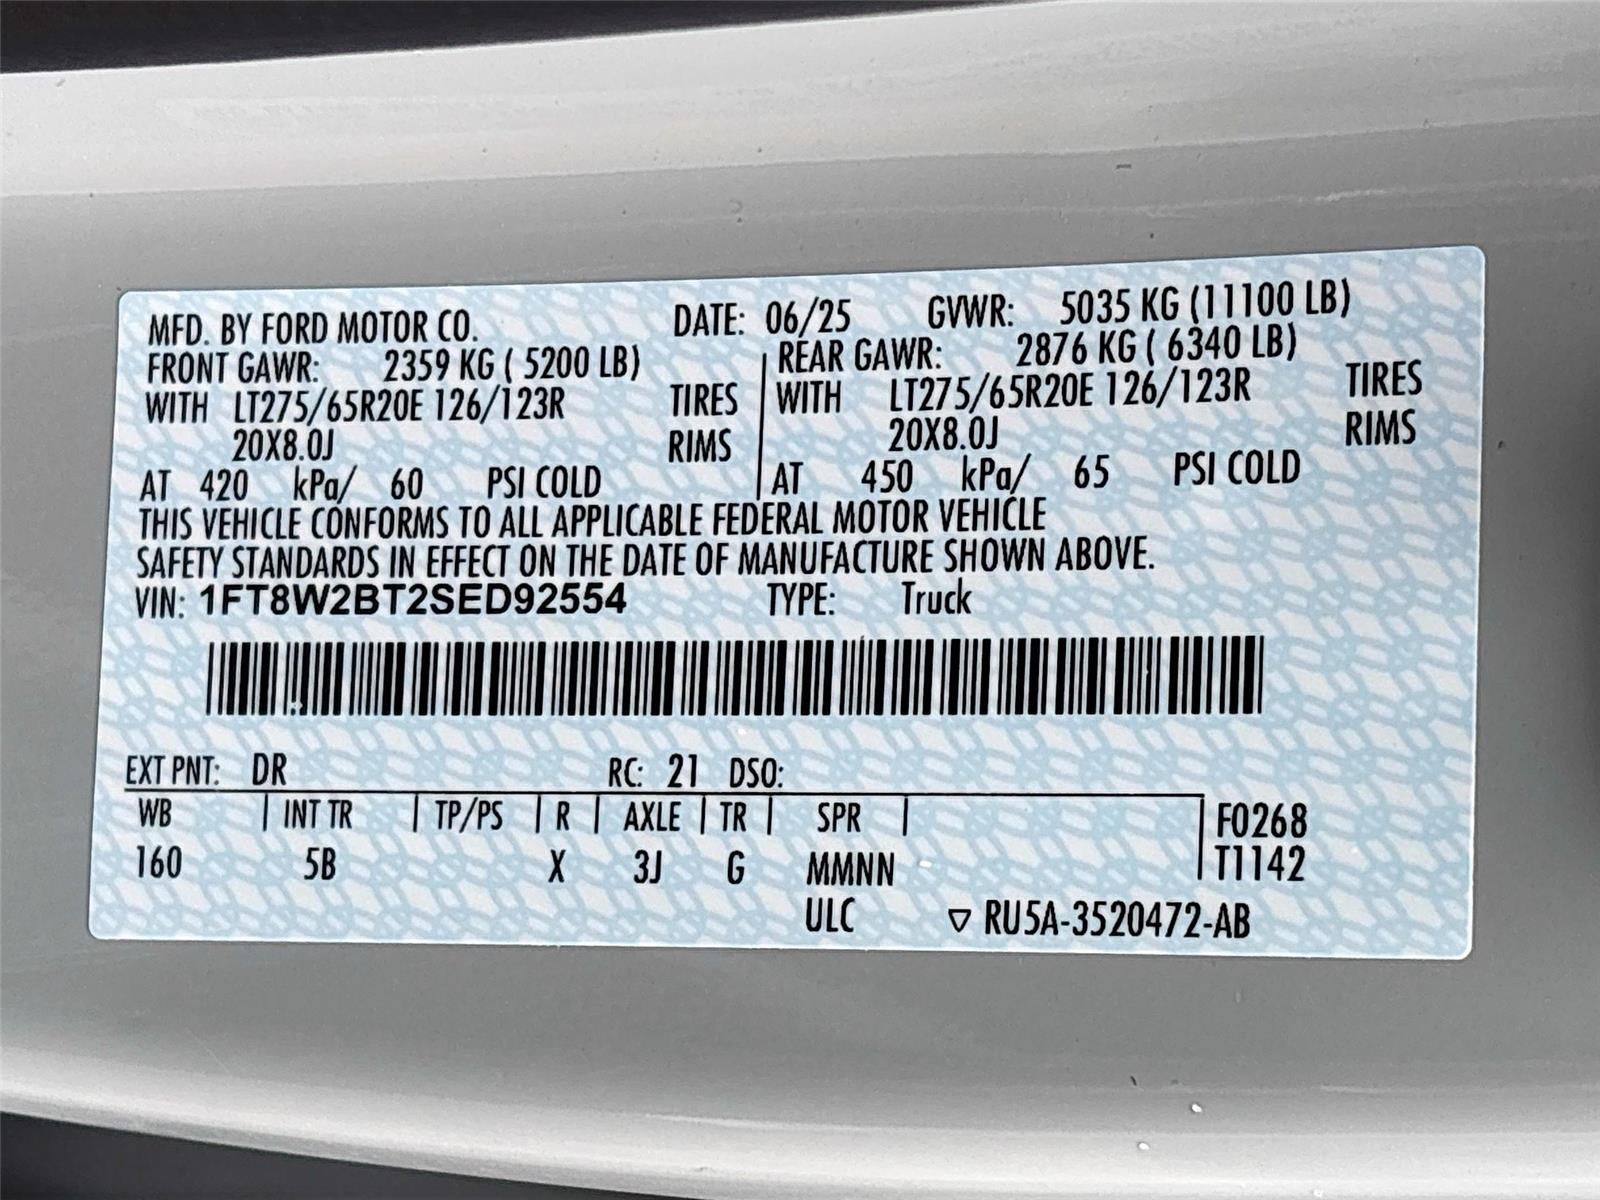 MFD. BY FORD MOTOR CO. DATE: 06/25 GVWR: 5035 KG (11100 LB)
FRONT GAWR: 2359 KG ( 5200 LB) REAR GAWR: 2876 KG ( 6340 LB)
WITH LT275/65R20E 126/123R TIRES WITH LT275/65R20E 126/123R TIRES
20X8.0J RIMS 20X8.0J RIMS
AT 420 kPa/ 60 PSI COLD AT 450 kPa/ 65 PSI COLD
THIS VEHICLE CONFORMS TO ALL APPLICABLE FEDERAL MOTOR VEHICLE
SAFETY STANDARDS IN EFFECT ON THE DATE OF MANUFACTURE SHOWN ABOVE.
VIN: 1FT8W2BT2SED92554 TYPE: Truck
EXT PNT: DR RC: 21 DSO:
WB INT TR TP/PS R AXLE TR SPR F0268
160 5B X 3J G MMNN T1142
ULC ▽ RU5A-3520472-AB